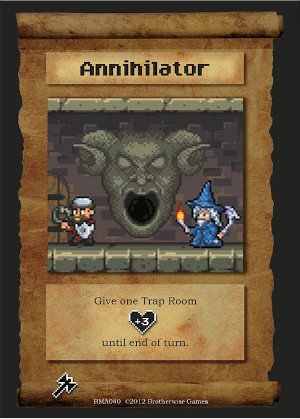 Annihilator
Give one Trap Room
+3
until end of turn.
BMA040 ©2012 Brotherwise Games